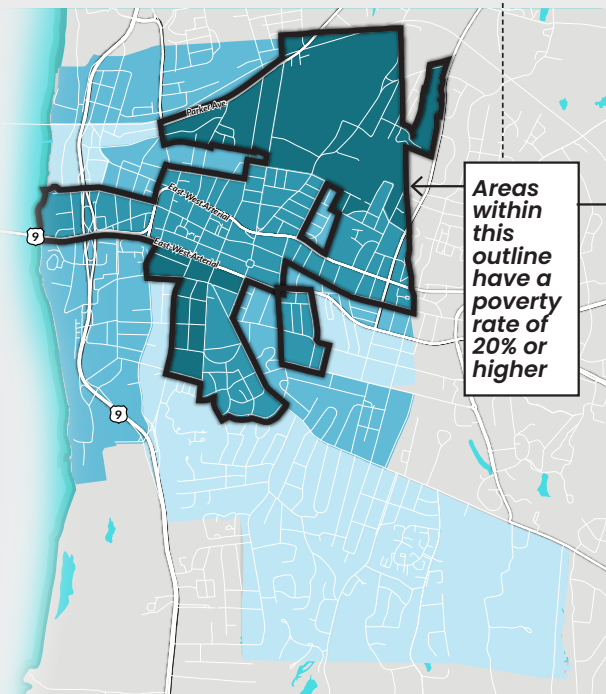 Parker Ave
East-West Arterial
9
East-West Arterial
9
Areas
within
this
outline
have a
poverty
rate of
20% or
higher